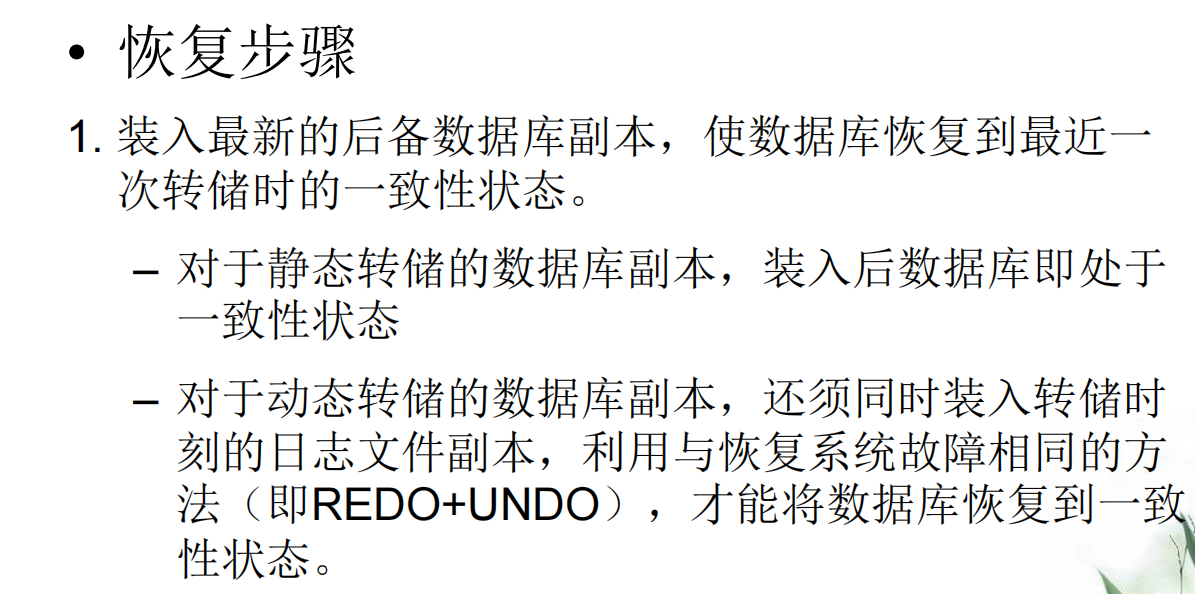 • 恢复步骤
1. 装入最新的后备数据库副本，使数据库恢复到最近一
次转储时的一致性状态。
– 对于静态转储的数据库副本，装入后数据库即处于
一致性状态
– 对于动态转储的数据库副本，还须同时装入转储时
刻的日志文件副本，利用与恢复系统故障相同的方
法（即REDO+UNDO），才能将数据库恢复到一致
性状态。